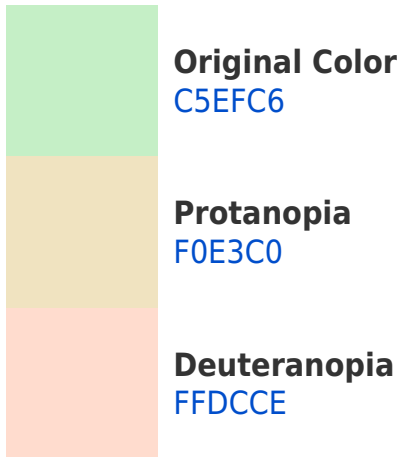 Original Color
C5EFC6
Protanopia
F0E3C0
Deuteranopia
FFDCCE